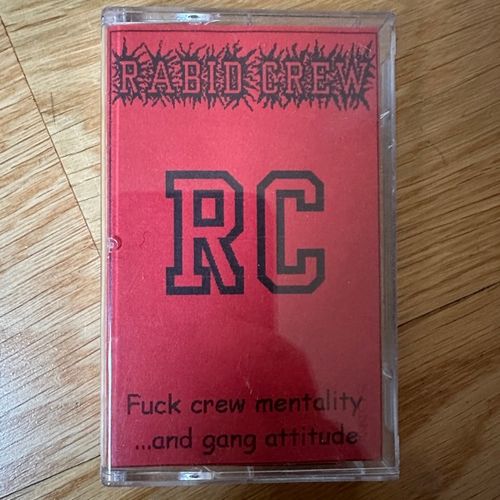 RABID CREW
RC
Fuck crew mentality
...and gang attitude